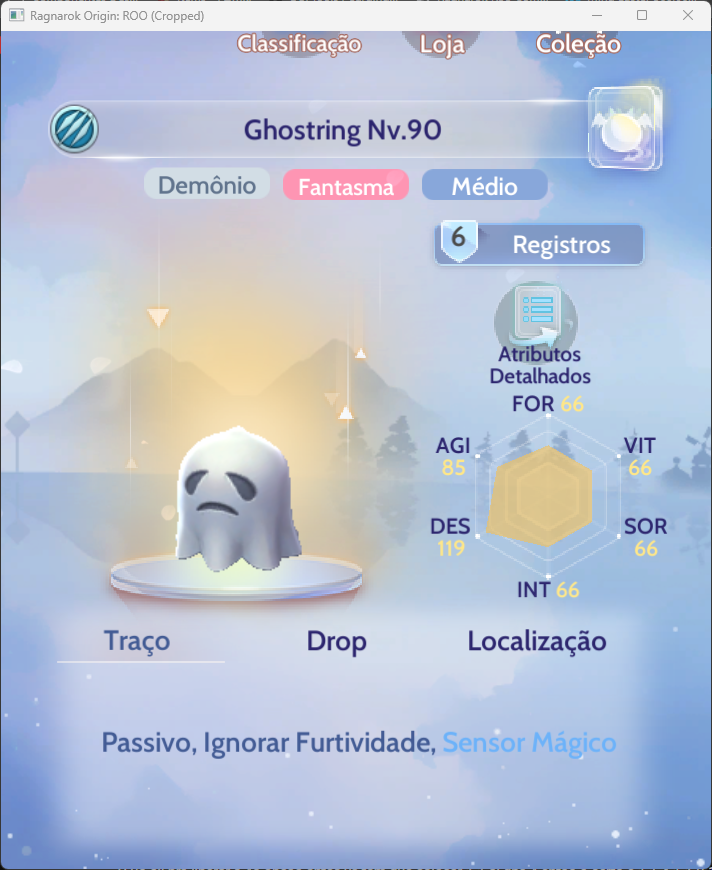 Ragnarok Origin: ROO (Cropped)
Classificação Loja Coleção
Ghostring Nv.90
Demônio Fantasma Médio
6 Registros
Atributos
Detalhados
FOR 66
AGI 85
VIT 66
DES 119
SOR 66
INT 66
Traço Drop Localização
Passivo, Ignorar Furtividade, Sensor Mágico